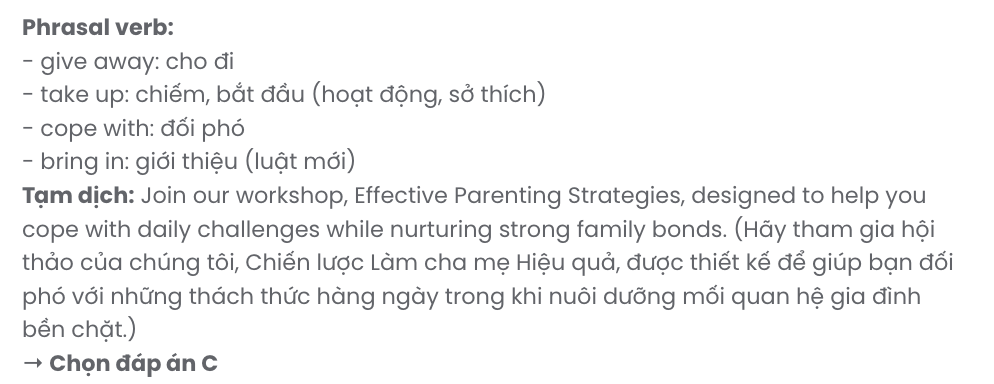 Phrasal verb:
- give away: cho đi
- take up: chiếm, bắt đầu (hoạt động, sở thích)
- cope with: đối phó
- bring in: giới thiệu (luật mới)
Tạm dịch: Join our workshop, Effective Parenting Strategies, designed to help you
cope with daily challenges while nurturing strong family bonds. (Hãy tham gia hội
thảo của chúng tôi, Chiến lược Làm cha mẹ Hiệu quả, được thiết kế để giúp bạn đối
phó với những thách thức hàng ngày trong khi nuôi dưỡng mối quan hệ gia đình
bền chặt.)
→ Chọn đáp án C